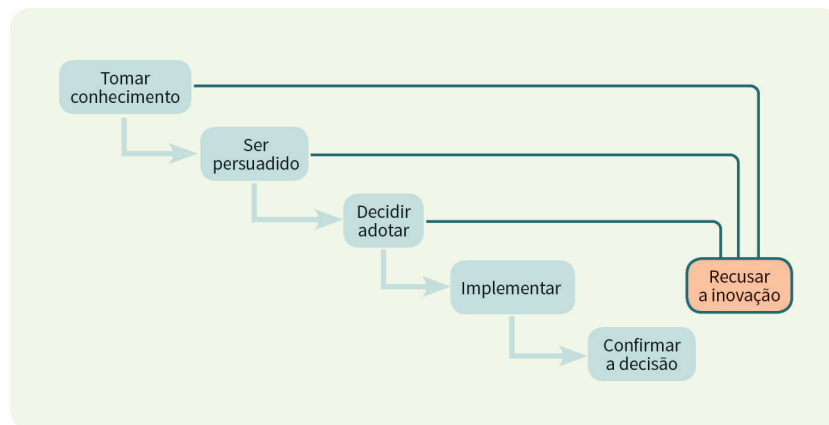 Tomar
conhecimento
Ser
persuadido
Decidir
adotar
Implementar
Recusar
a inovação
Confirmar
a decisão